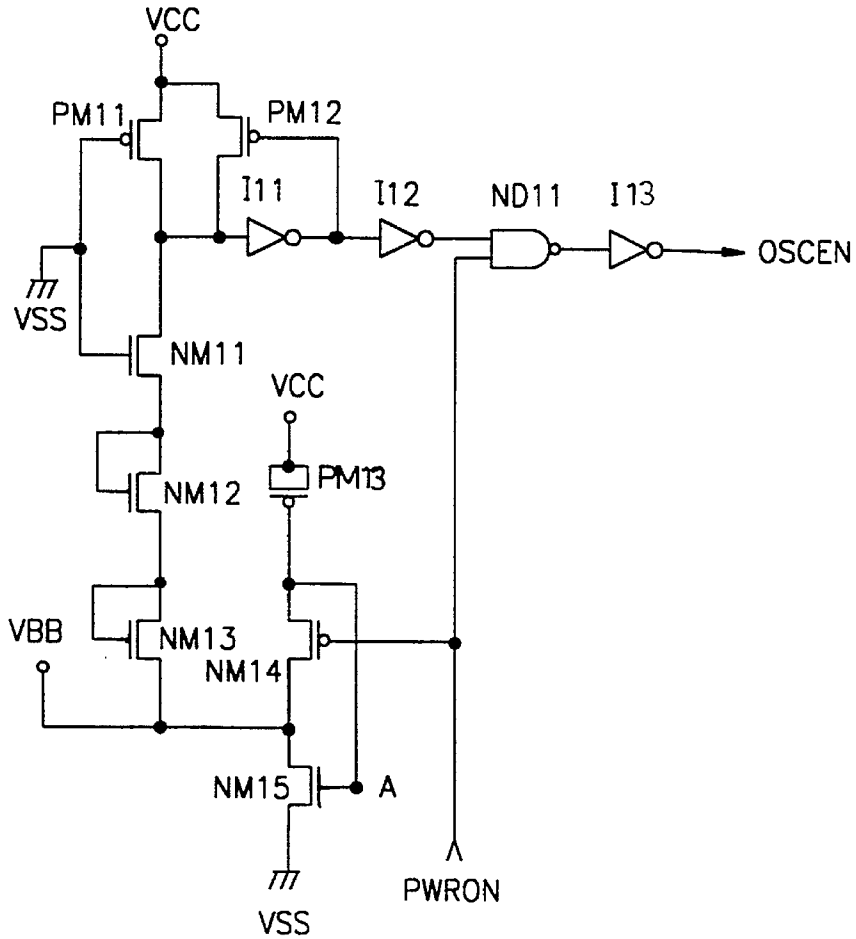 VCC
PM11
PM12
I11
I12
ND11
I13
OSCEN
VSS
NM11
VCC
NM12
PM13
VBB
NM13
NM14
NM15
A
PWRON
VSS